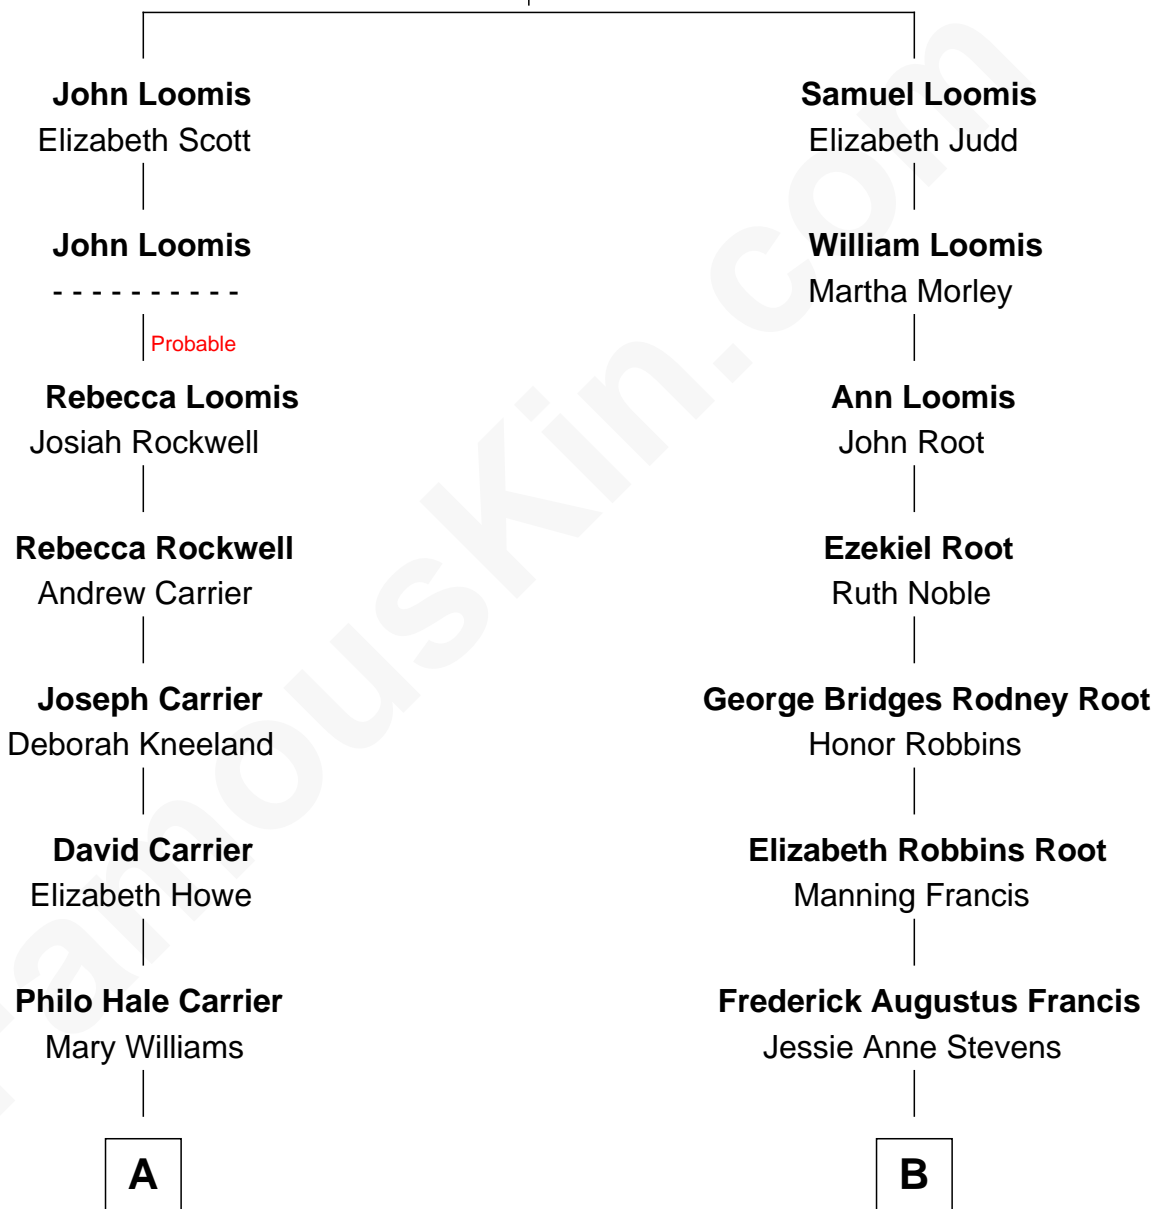 John Loomis
Elizabeth Scott
Samuel Loomis
Elizabeth Judd
John Loomis
- - - - - - - - - -
William Loomis
Martha Morley
Probable
Rebecca Loomis
Josiah Rockwell
Ann Loomis
John Root
Rebecca Rockwell
Andrew Carrier
Ezekiel Root
Ruth Noble
Joseph Carrier
Deborah Kneeland
George Bridges Rodney Root
Honor Robbins
David Carrier
Elizabeth Howe
Elizabeth Robbins Root
Manning Francis
Philo Hale Carrier
Mary Williams
Frederick Augustus Francis
Jessie Anne Stevens
A
B
FamousKin.com